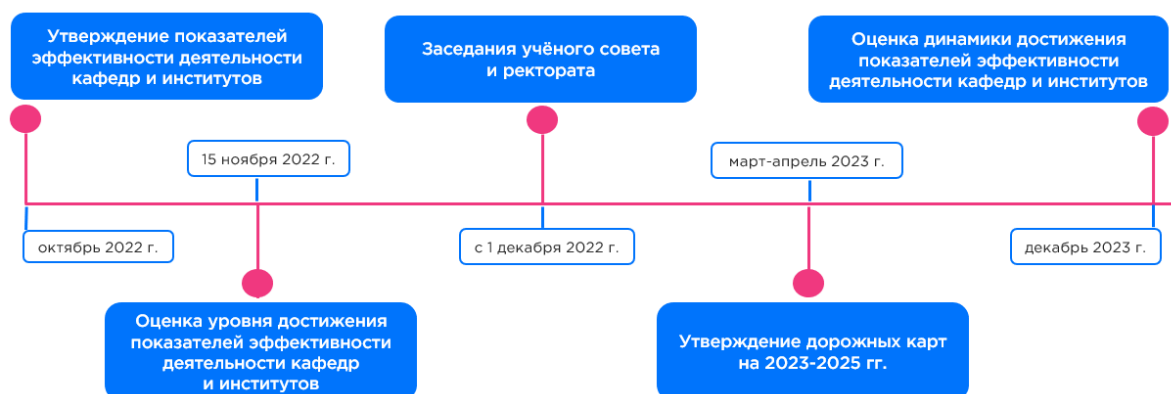 Утверждение показателей
эффективности деятельности
кафедр и институтов
Заседания учёного совета
и ректората
Оценка динамики достижения
показателей эффективности
деятельности кафедр и институтов
15 ноября 2022 г.
март-апрель 2023 г.
октябрь 2022 г.
с 1 декабря 2022 г.
декабрь 2023 г.
Оценка уровня достижения
показателей эффективности
деятельности кафедр
и институтов
Утверждение дорожных карт
на 2023-2025 гг.